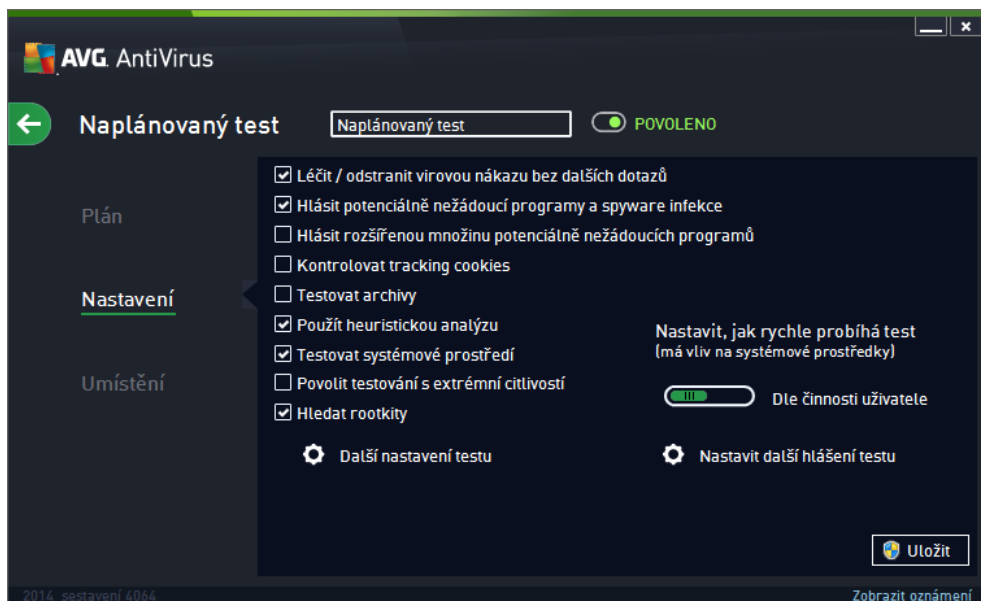 AVG. AntiVirus
Naplánovaný test
Naplánovaný test
POVOLENO
Plán
Nastavení
Umístění
Léčit / odstranit virovou nákazu bez dalších dotazů
Hlásit potenciálně nežádoucí programy a spyware infekce
Hlásit rozšířenou množinu potenciálně nežádoucích programů
Kontrolovat tracking cookies
Testovat archivy
Použít heuristickou analýzu
Testovat systémové prostředí
Povolit testování s extrémní citlivostí
Hledat rootkity
Další nastavení testu
Nastavit, jak rychle probíhá test
(má vliv na systémové prostředky)
Dle činnosti uživatele
Nastavit další hlášení testu
Uložit
2014 sestavení 4064
Zobrazit oznámení